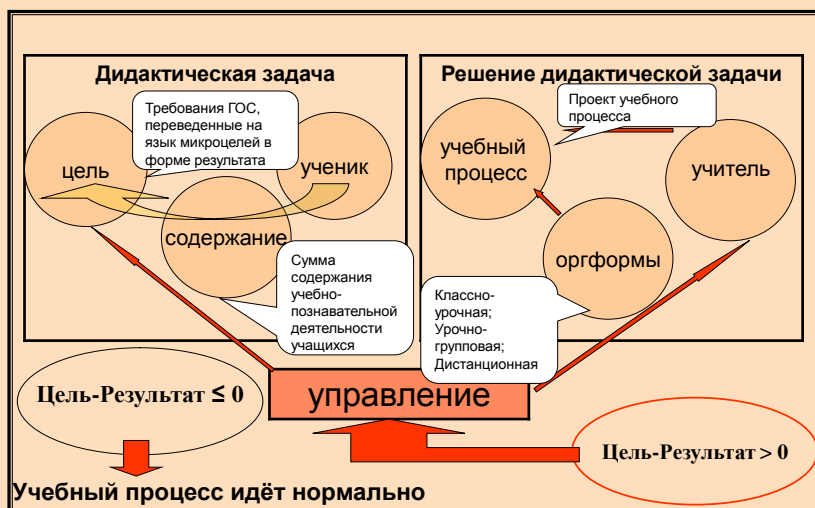 Дидактическая задача
Требования ГОС,
переведенные на
язык микроцелей в
форме результата
цель
ученик
содержание
Сумма
содержания
учебно-
познавательной
деятельности
учащихся
Решение дидактической задачи
Проект учебного
процесса
учебный
процесс
учитель
оргформы
Классно-
урочная;
Урочно-
групповая;
Дистанционная
Цель-Результат ≤ 0
управление
Цель-Результат > 0
Учебный процесс идёт нормально